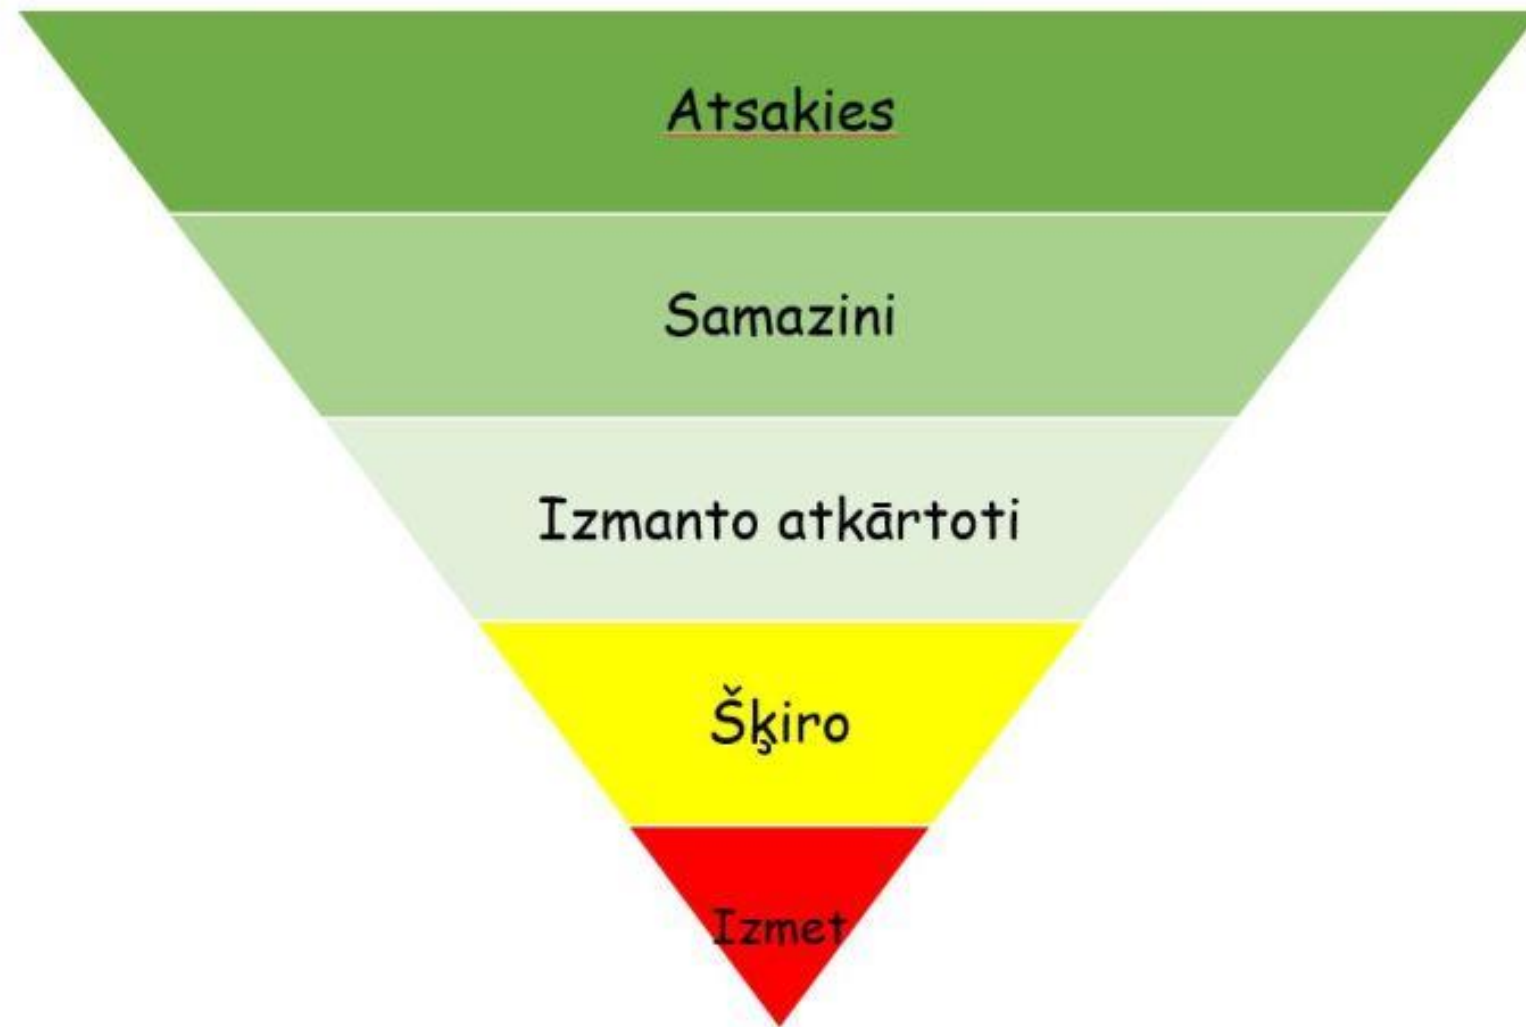 Atsakies
Samazini
Izmanto atkārtoti
Šķiro
Izmet